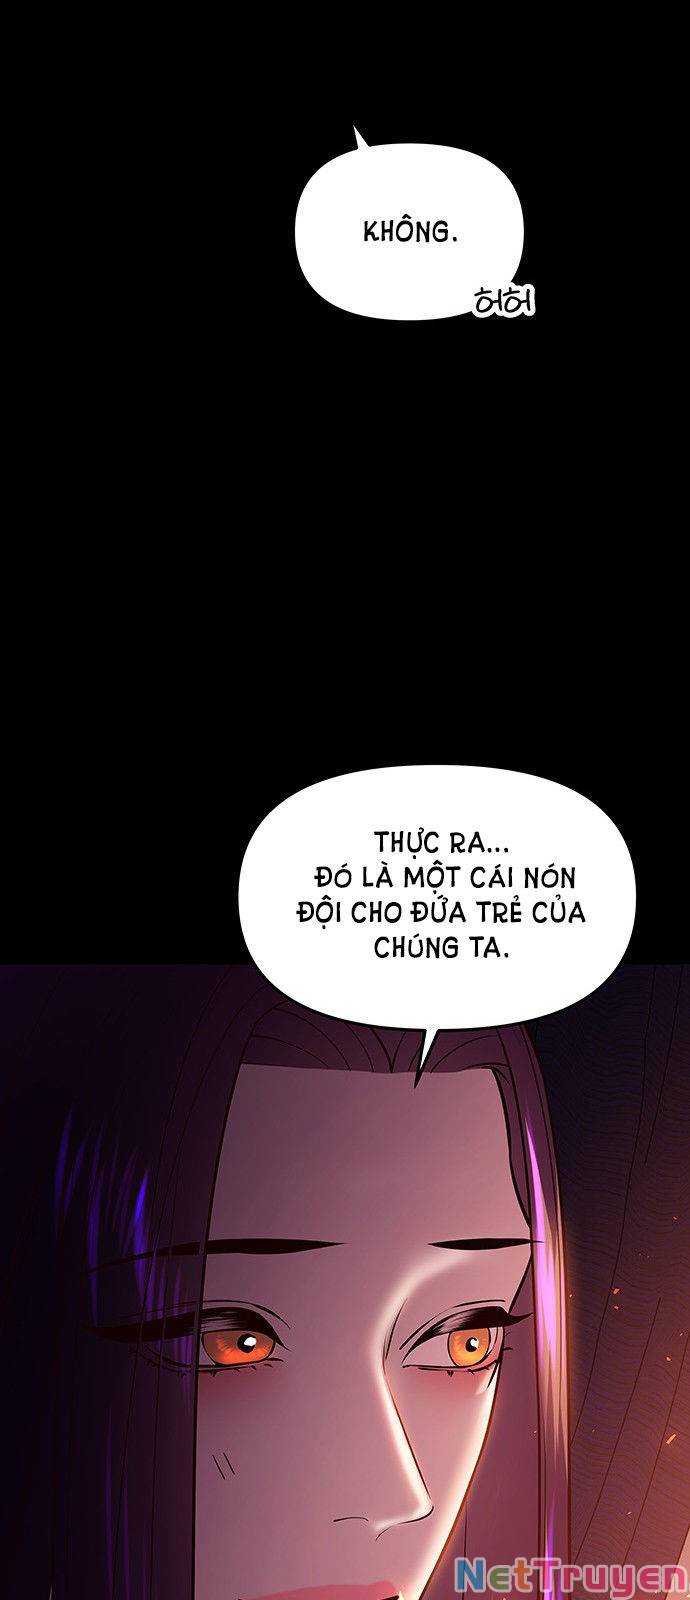 KHÔNG.
허허
THỰC RA...
ĐÓ LÀ MỘT CÁI NÓN
ĐỘI CHO ĐỨA TRẺ CỦA
CHÚNG TA.
NetTruyen